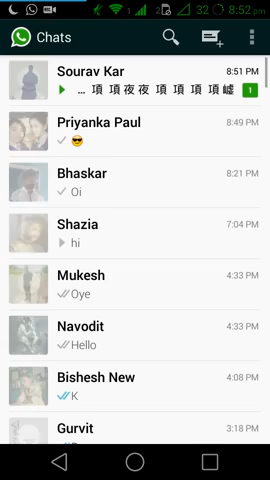 32 8:52 pm
Chats
Sourav Kar 8:51 PM
... 項 項夜夜 項 項 項 項 項 嘘 1
Priyanka Paul 8:49 PM
😎
Bhaskar 8:21 PM
Oi
Shazia 7:04 PM
hi
Mukesh 4:33 PM
Oye
Navodit 4:33 PM
Hello
Bishesh New 4:08 PM
K
Gurvit 3:18 PM